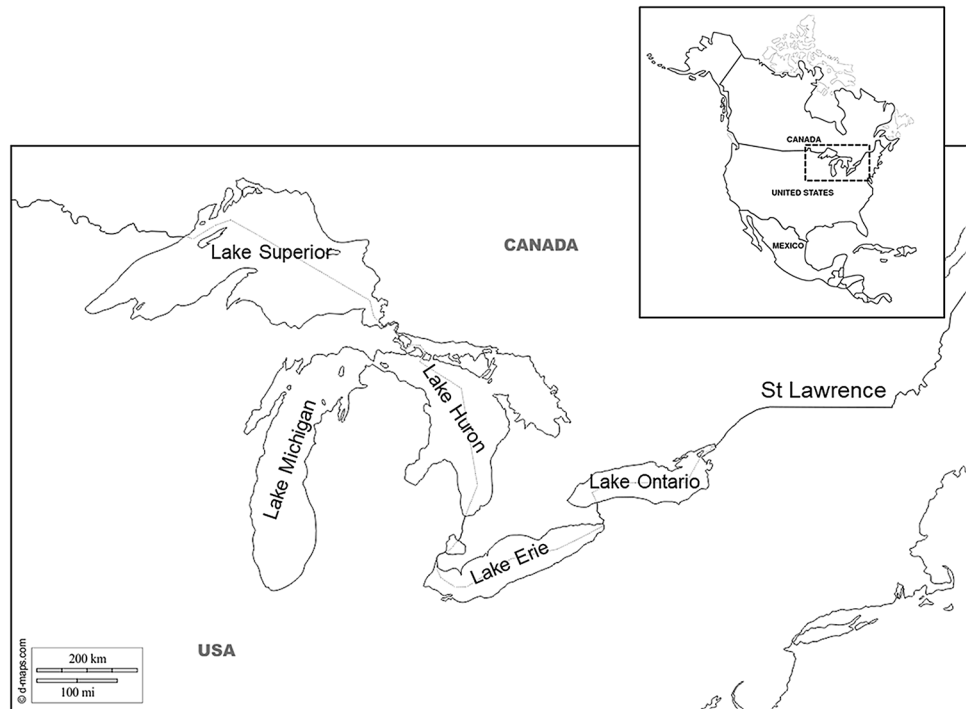 CANADA
UNITED STATES
MEXICO
CANADA
Lake Superior
St Lawrence
Lake Huron
Lake Michigan
Lake Ontario
Lake Erie
USA
200 km
100 mi
© d-maps.com